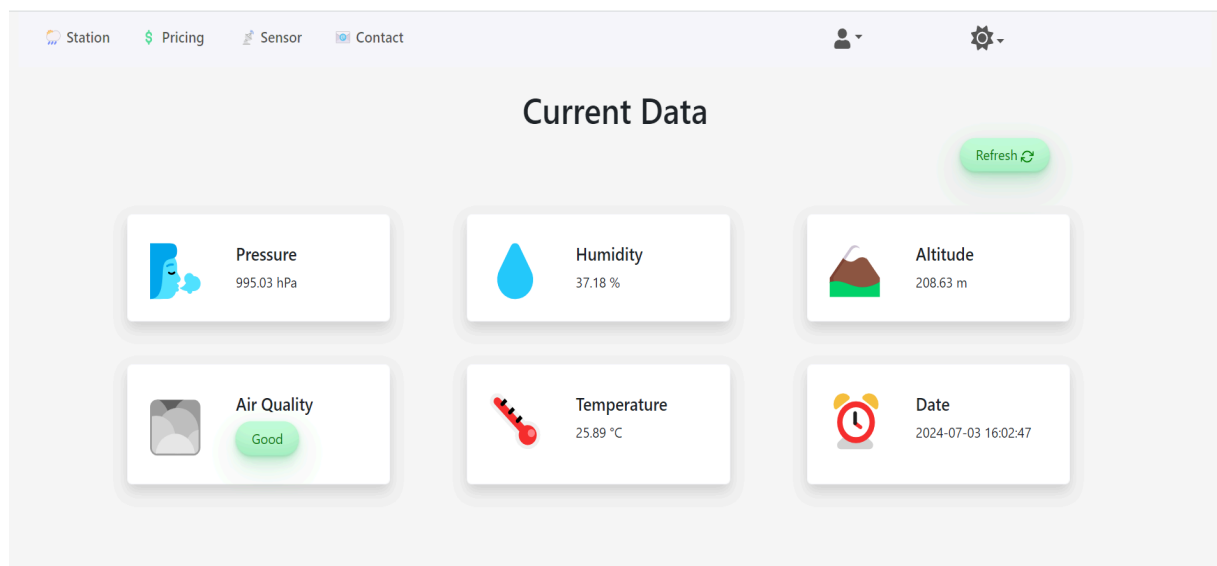 Station
$ Pricing
Sensor
Contact
Current Data
Refresh
Pressure
995.03 hPa
Humidity
37.18 %
Altitude
208.63 m
Air Quality
Good
Temperature
25.89 °C
Date
2024-07-03 16:02:47